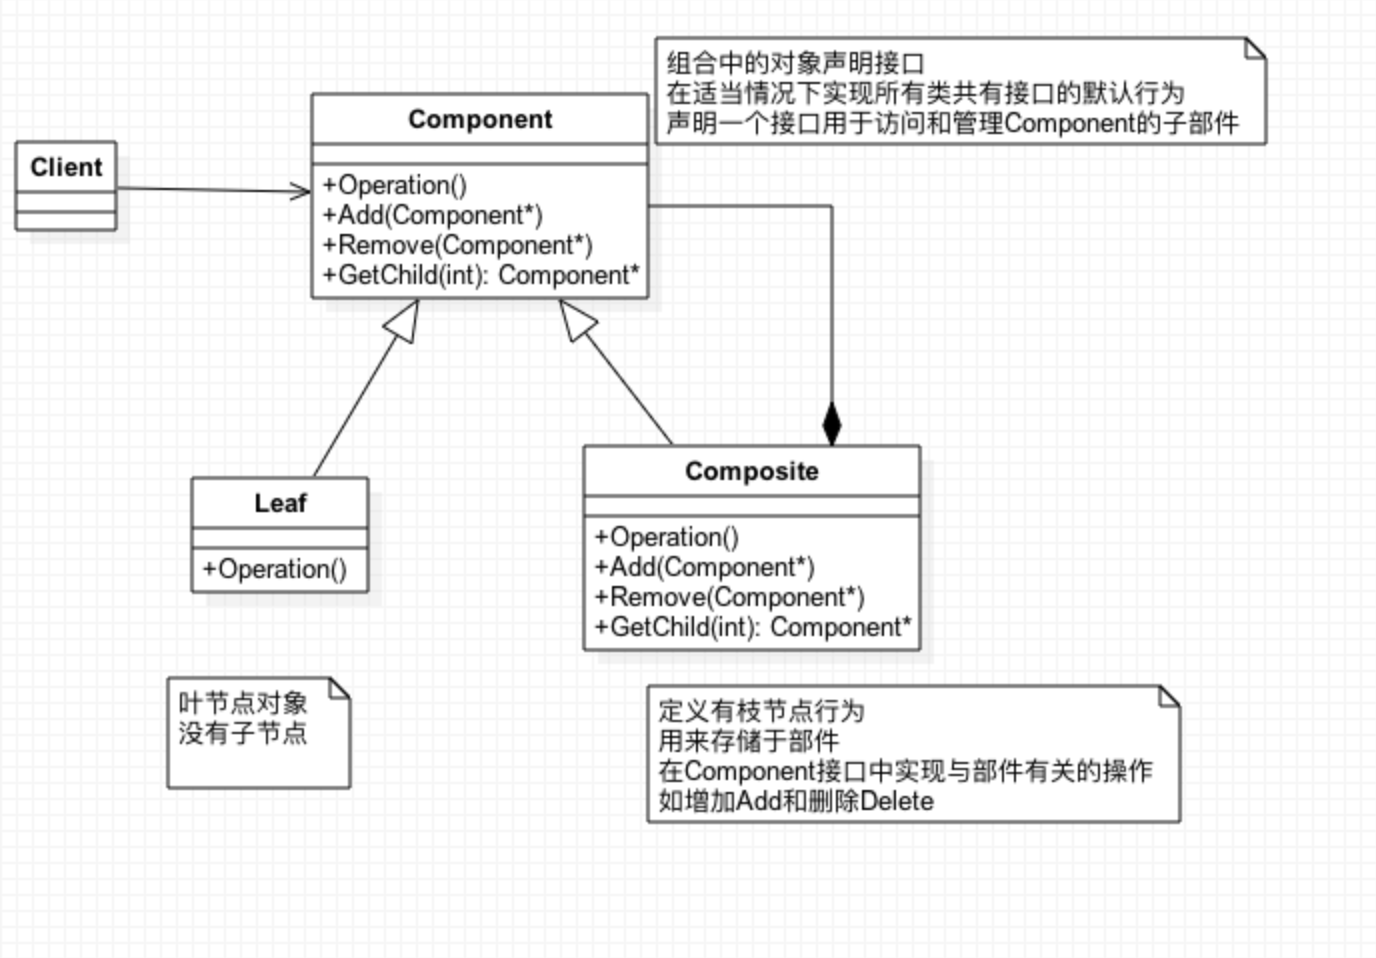 组合中的对象声明接口
在适当情况下实现所有类共有接口的默认行为
声明一个接口用于访问和管理Component的子部件
Component
+Operation()
+Add(Component*)
+Remove(Component*)
+GetChild(int): Component*
Client
Leaf
+Operation()
Composite
+Operation()
+Add(Component*)
+Remove(Component*)
+GetChild(int): Component*
叶节点对象
没有子节点
定义有枝节点行为
用来存储于部件
在Component接口中实现与部件有关的操作
如增加Add和删除Delete